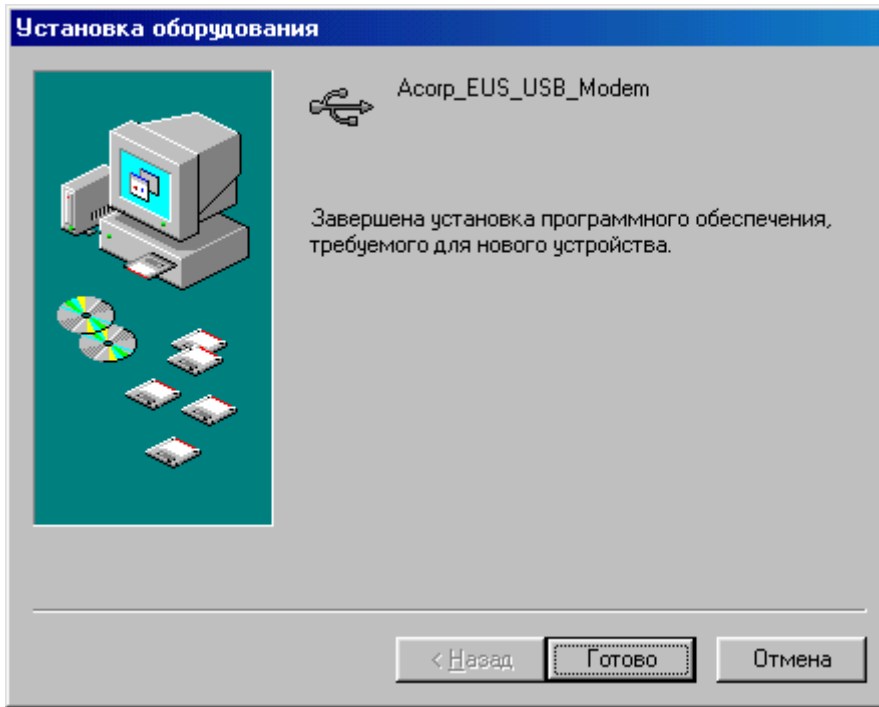 Установка оборудования
Acorp_EUS_USB_Modem
Завершена установка программного обеспечения,
требуемого для нового устройства.
< Назад
Готово
Отмена